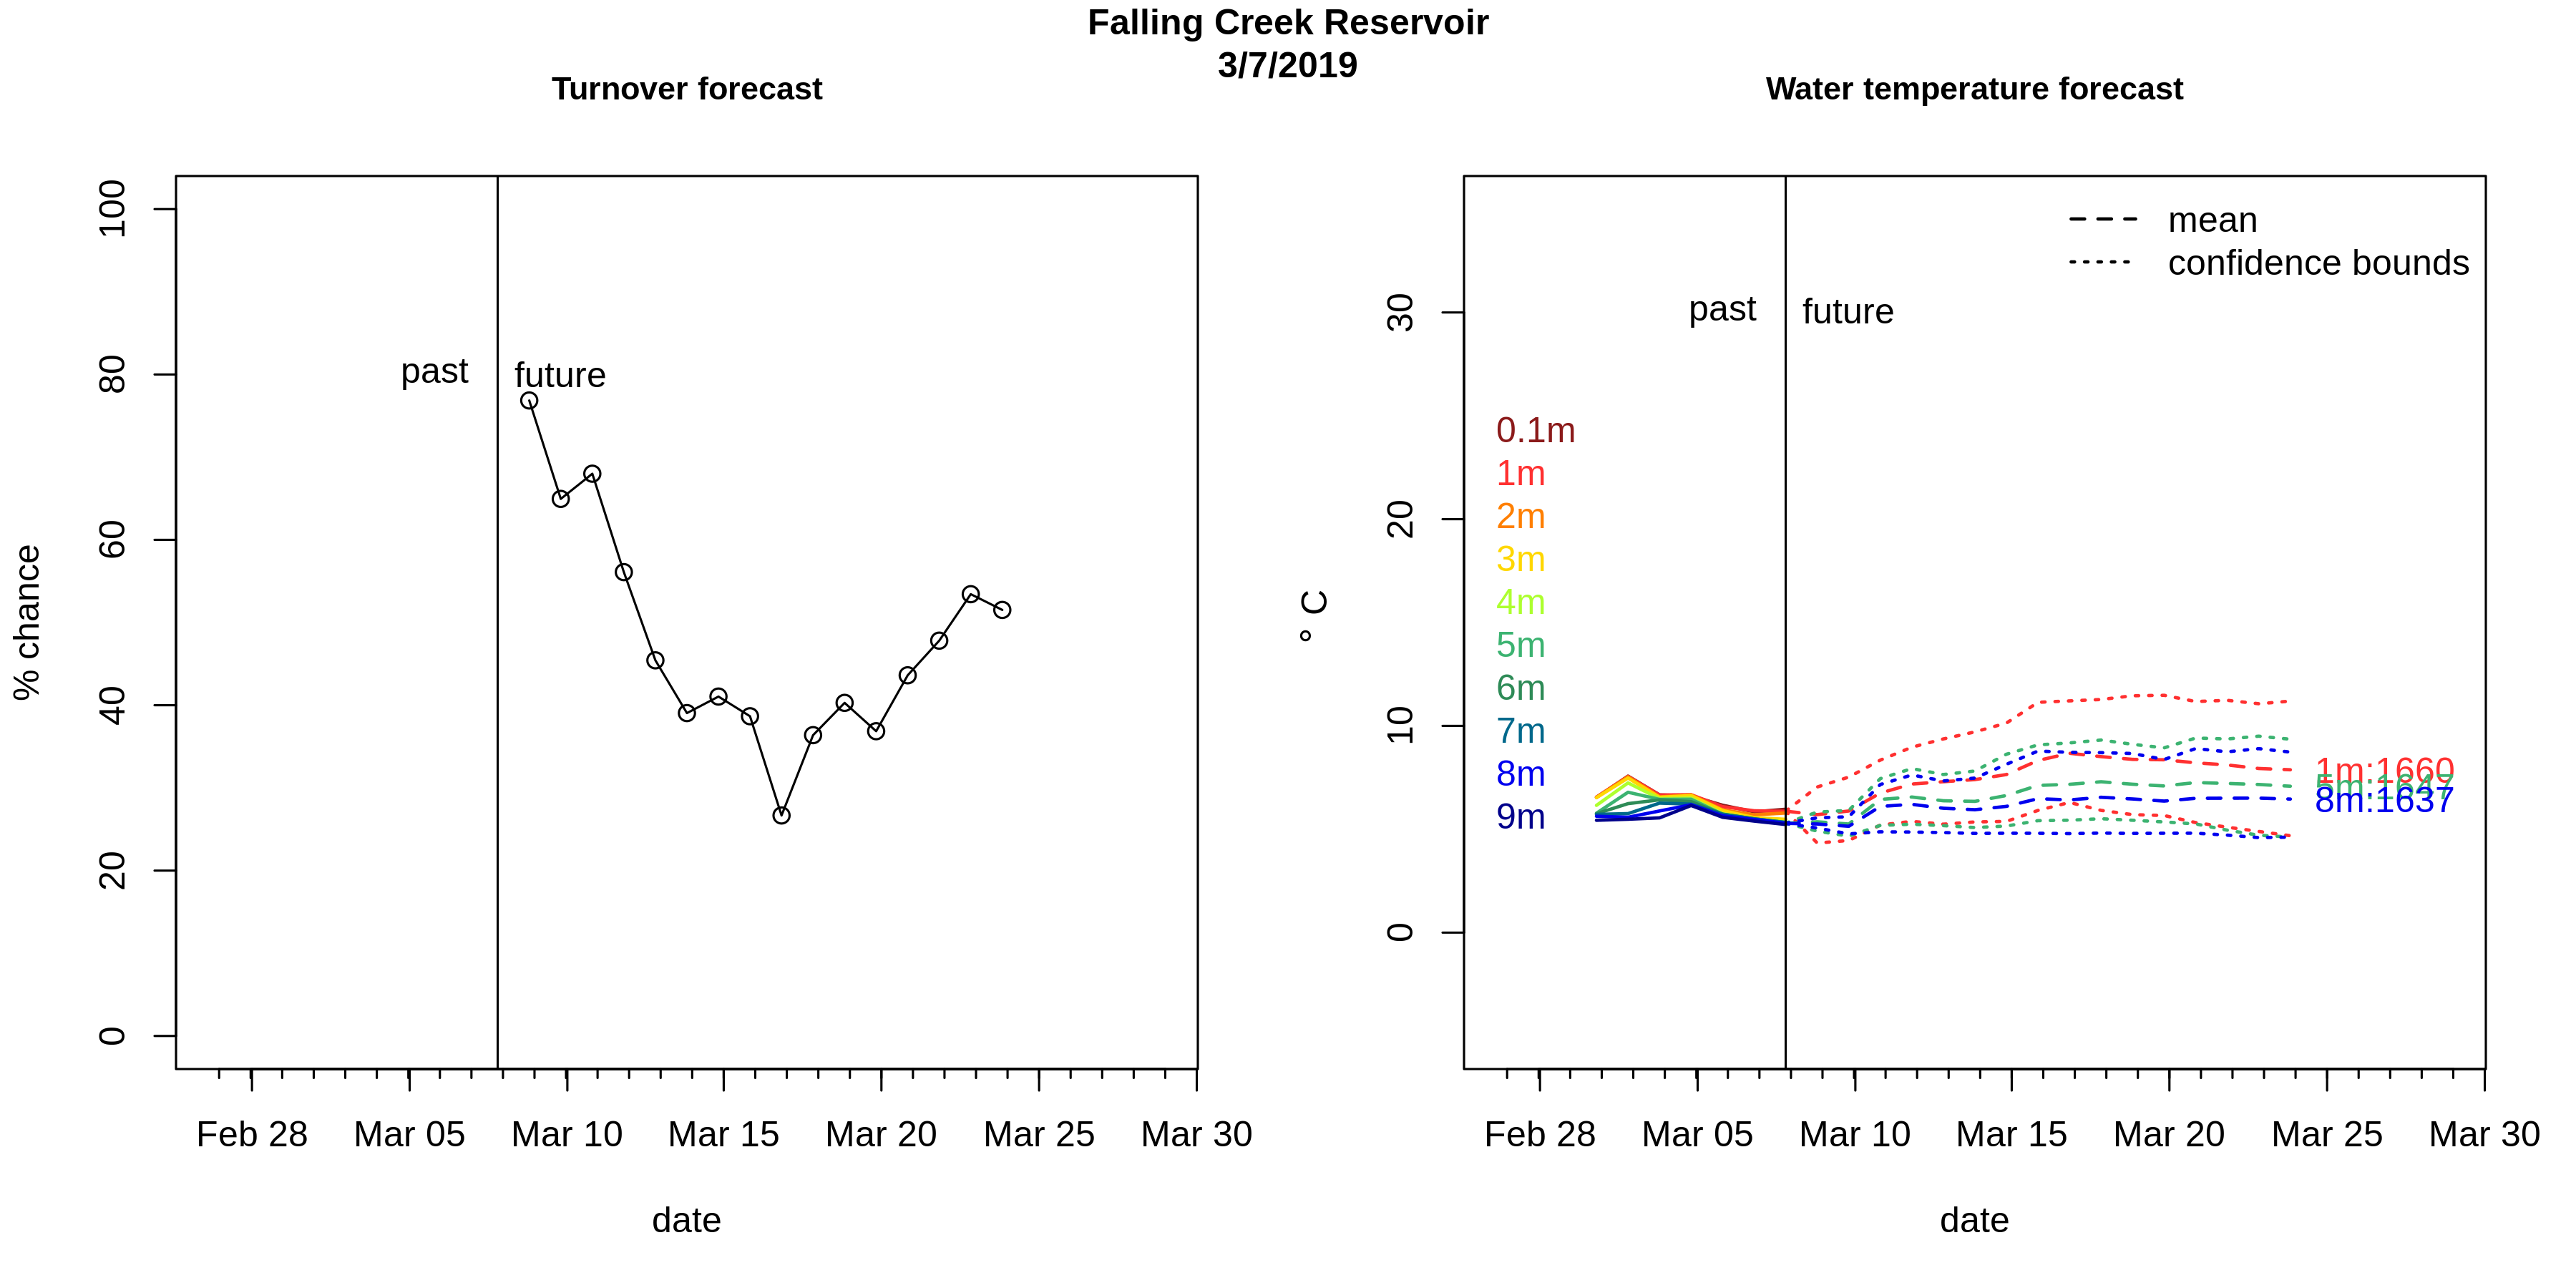 Falling Creek Reservoir
3/7/2019
Turnover forecast
% chance
100
80
60
40
20
0
past
future
Feb 28
Mar 05
Mar 10
Mar 15
Mar 20
Mar 25
Mar 30
date
Water temperature forecast
° C
30
20
10
0
mean
confidence bounds
past
future
0.1m
1m
2m
3m
4m
5m
6m
7m
8m
9m
1m:1660
8m:1637
Feb 28
Mar 05
Mar 10
Mar 15
Mar 20
Mar 25
Mar 30
date